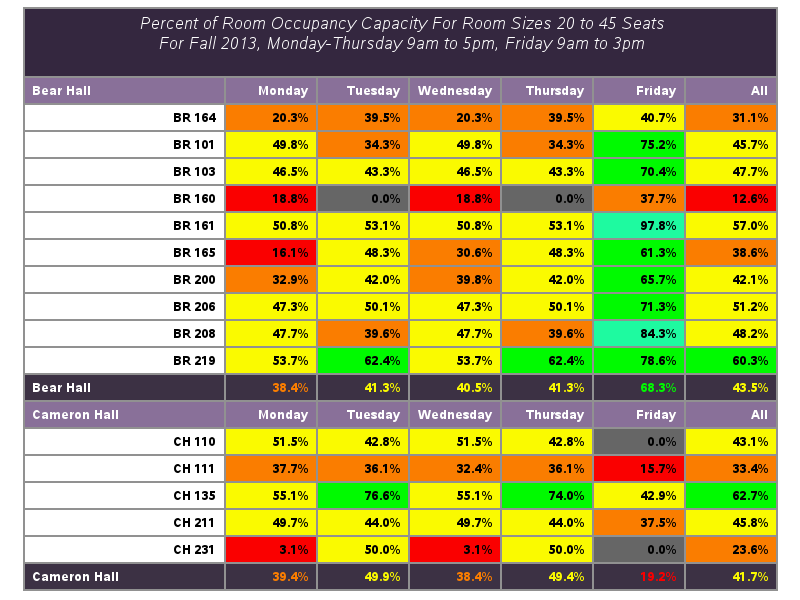 Percent of Room Occupancy Capacity For Room Sizes 20 to 45 Seats
For Fall 2013, Monday-Thursday 9am to 5pm, Friday 9am to 3pm
Bear Hall Monday Tuesday Wednesday Thursday Friday All
BR 164 20.3% 39.5% 20.3% 39.5% 40.7% 31.1%
BR 101 49.8% 34.3% 49.8% 34.3% 75.2% 45.7%
BR 103 46.5% 43.3% 46.5% 43.3% 70.4% 47.7%
BR 160 18.8% 0.0% 18.8% 0.0% 37.7% 12.6%
BR 161 50.8% 53.1% 50.8% 53.1% 97.8% 57.0%
BR 165 16.1% 48.3% 30.6% 48.3% 61.3% 38.6%
BR 200 32.9% 42.0% 39.8% 42.0% 65.7% 42.1%
BR 206 47.3% 50.1% 47.3% 50.1% 71.3% 51.2%
BR 208 47.7% 39.6% 47.7% 39.6% 84.3% 48.2%
BR 219 53.7% 62.4% 53.7% 62.4% 78.6% 60.3%
Bear Hall 38.4% 41.3% 40.5% 41.3% 68.3% 43.5%
Cameron Hall Monday Tuesday Wednesday Thursday Friday All
CH 110 51.5% 42.8% 51.5% 42.8% 0.0% 43.1%
CH 111 37.7% 36.1% 32.4% 36.1% 15.7% 33.4%
CH 135 55.1% 76.6% 55.1% 74.0% 42.9% 62.7%
CH 211 49.7% 44.0% 49.7% 44.0% 37.5% 45.8%
CH 231 3.1% 50.0% 3.1% 50.0% 0.0% 23.6%
Cameron Hall 39.4% 49.9% 38.4% 49.4% 19.2% 41.7%